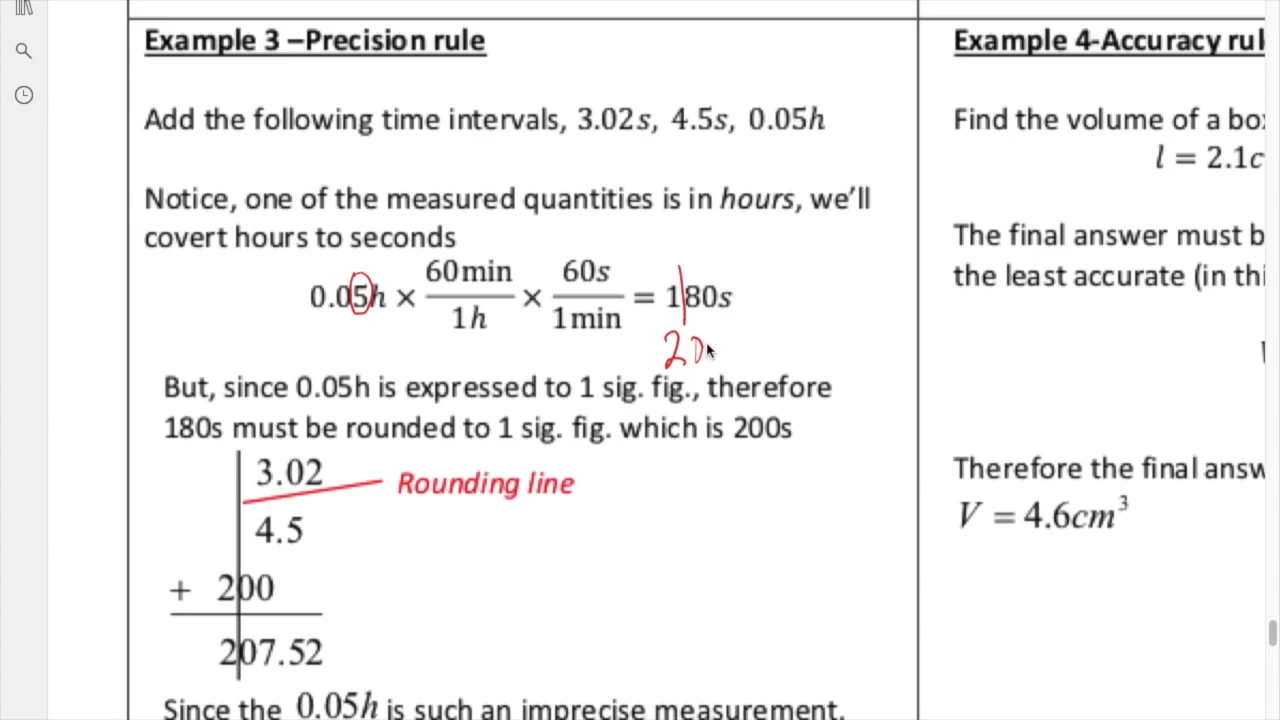 Example 3 –Precision rule
Add the following time intervals, 3.02s, 4.5s, 0.05h
Notice, one of the measured quantities is in hours, we'll
covert hours to seconds
0.05h × 60min/1h × 60s/1min = 180s
20
But, since 0.05h is expressed to 1 sig. fig., therefore
180s must be rounded to 1 sig. fig. which is 200s
3.02
Rounding line
4.5
+ 200
207.52
Since the 0.05h is such an imprecise measurement,
Example 4-Accuracy rul
Find the volume of a box
l = 2.1c
The final answer must b
the least accurate (in thi
Therefore the final answ
V = 4.6cm³